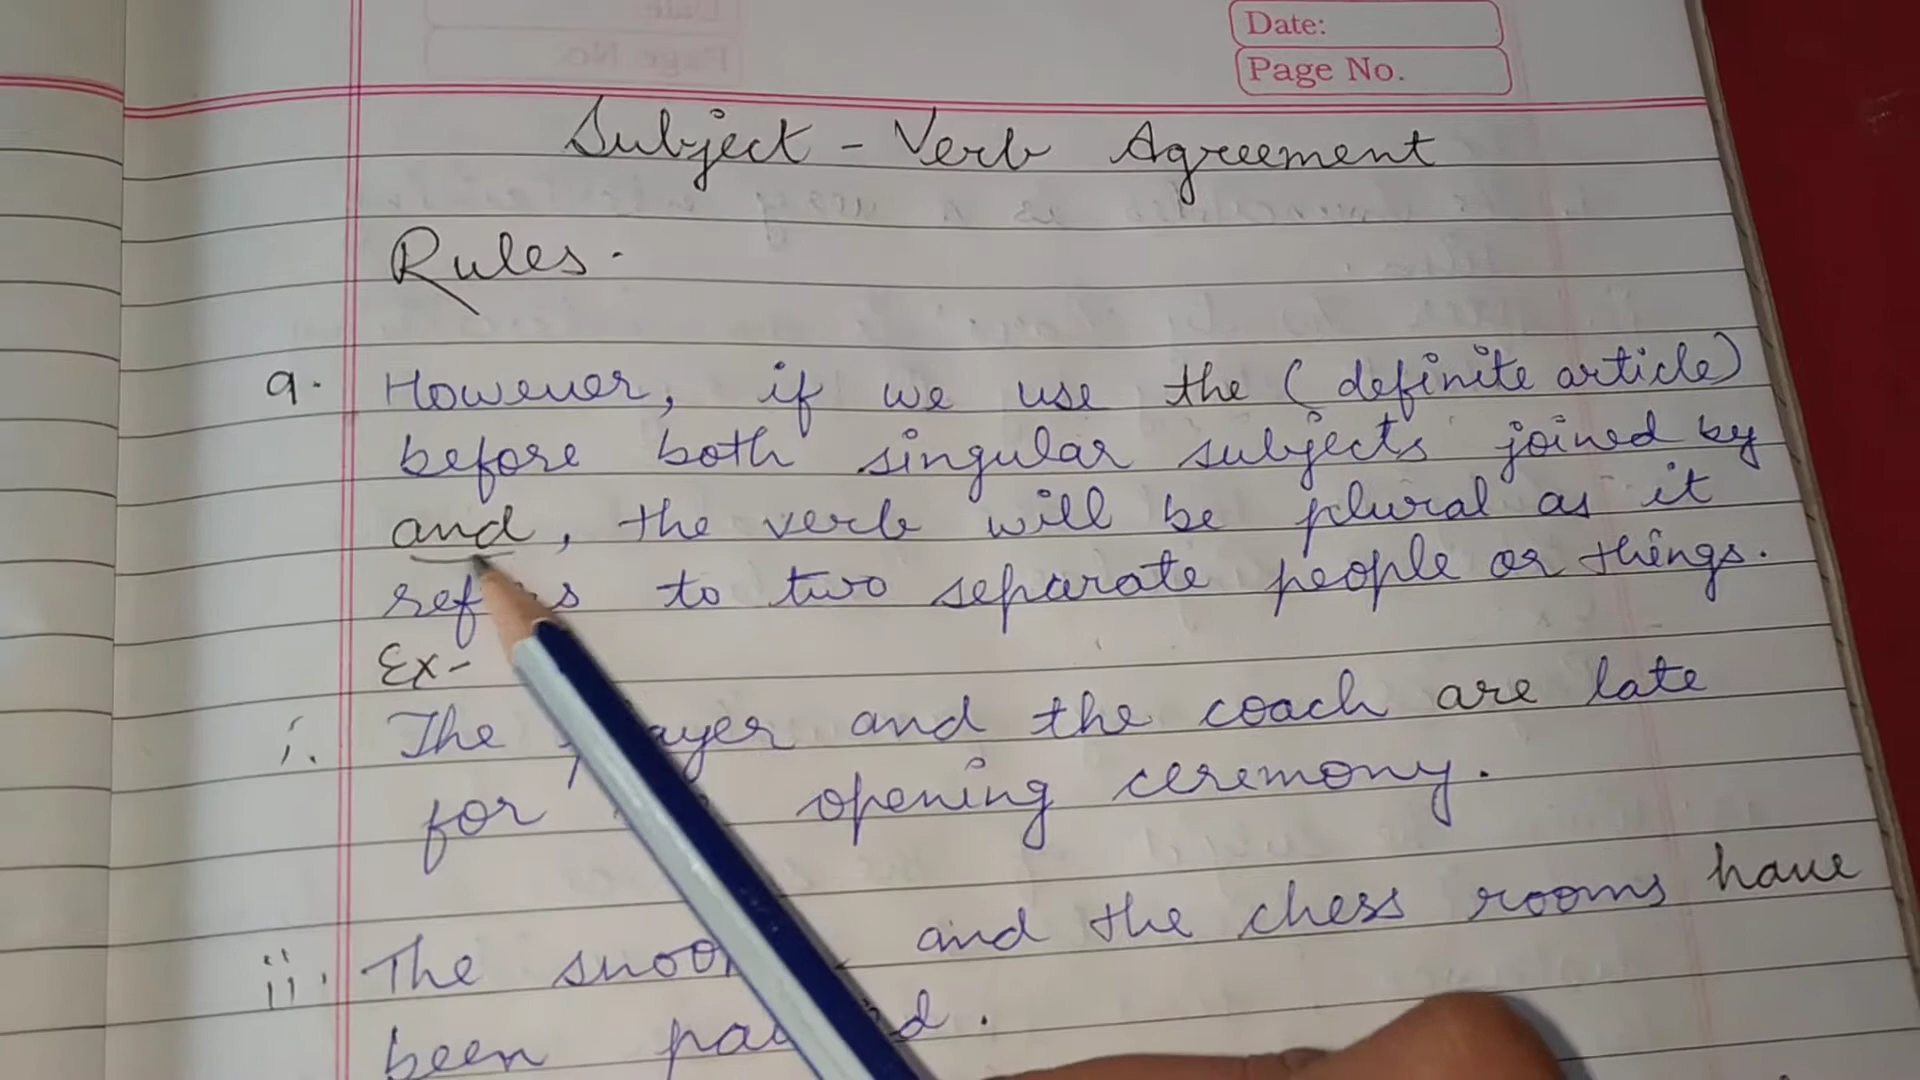 Date:
Page No.
Subject - Verb Agreement
Rules.
9. However, if we use the (definite article)
before both singular subjects joined by
and, the verb will be plural as it
to two separate people or things.
Ex-
i. The and the coach are late
for opening ceremony.
ii. The and the chess rooms have
been